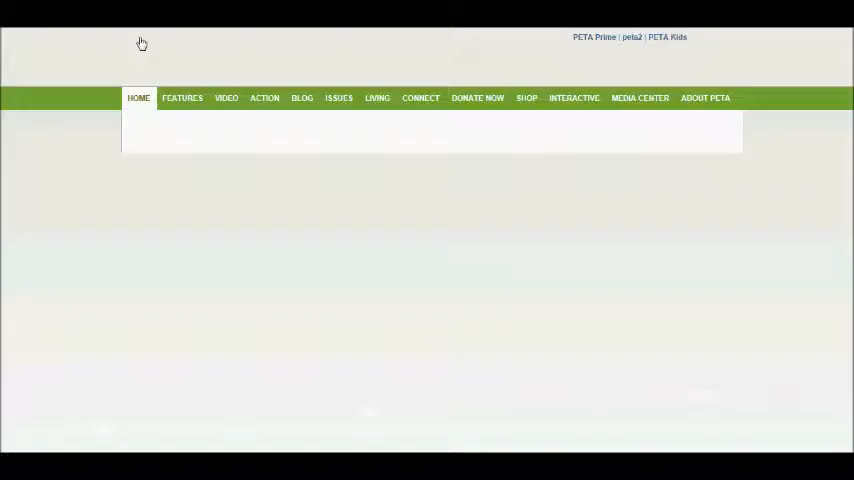 PETA Prime | peta2 | PETA Kids
HOME FEATURES VIDEO ACTION BLOG ISSUES LIVING CONNECT DONATE NOW SHOP INTERACTIVE MEDIA CENTER ABOUT PETA